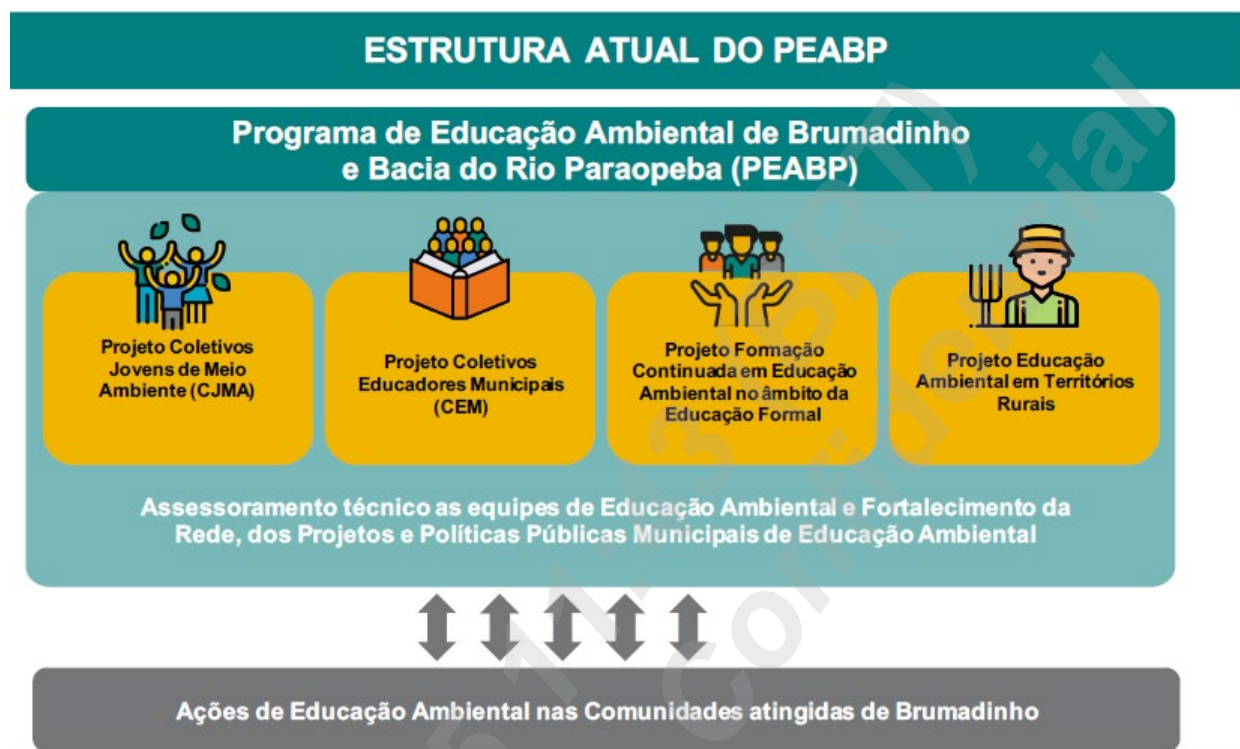 ESTRUTURA ATUAL DO PEABP
Programa de Educação Ambiental de Brumadinho
e Bacia do Rio Paraopeba (PEABP)
Projeto Coletivos
Jovens de Meio
Ambiente (CJMA)
Projeto Coletivos
Educadores Municipais
(CEM)
Projeto Formação
Continuada em Educação
Ambiental no âmbito da
Educação Formal
Projeto Educação
Ambiental em Territórios
Rurais
Assessoramento técnico as equipes de Educação Ambiental e Fortalecimento da
Rede, dos Projetos e Políticas Públicas Municipais de Educação Ambiental
Ações de Educação Ambiental nas Comunidades atingidas de Brumadinho
Confidencial